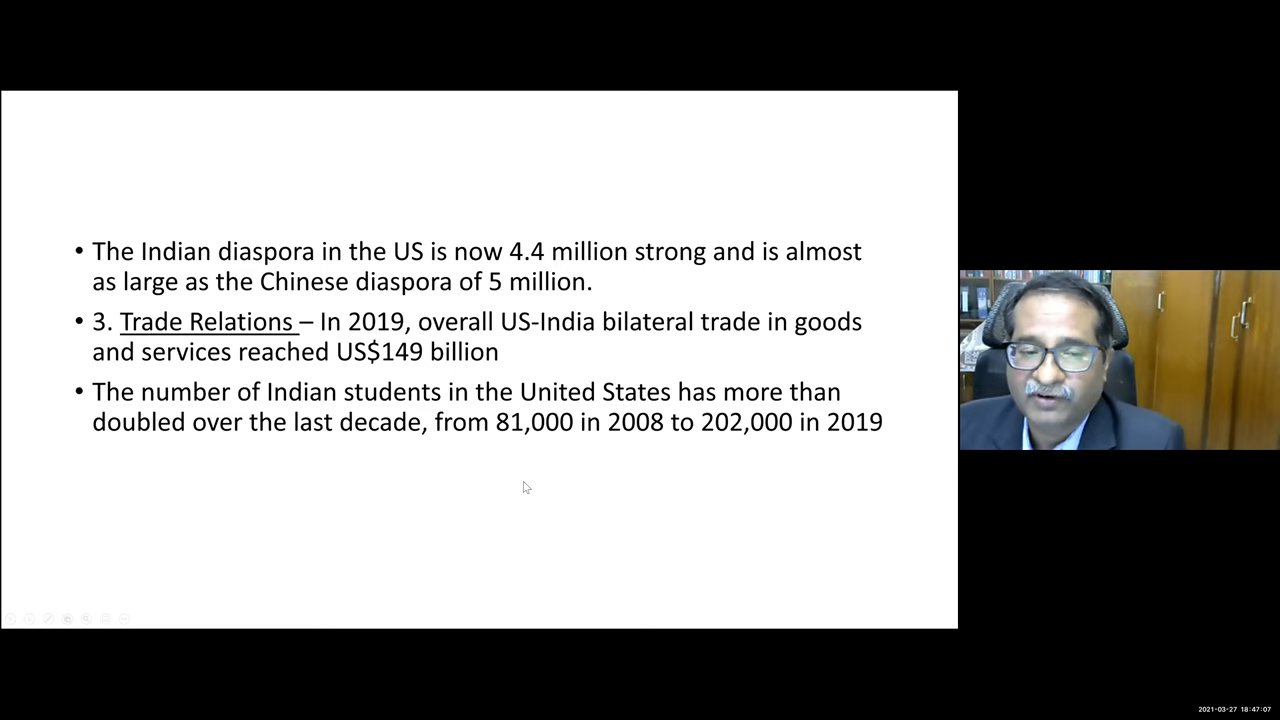 • The Indian diaspora in the US is now 4.4 million strong and is almost
as large as the Chinese diaspora of 5 million.
• 3. Trade Relations – In 2019, overall US-India bilateral trade in goods
and services reached US$149 billion
• The number of Indian students in the United States has more than
doubled over the last decade, from 81,000 in 2008 to 202,000 in 2019
2021-03-27 18:47:07